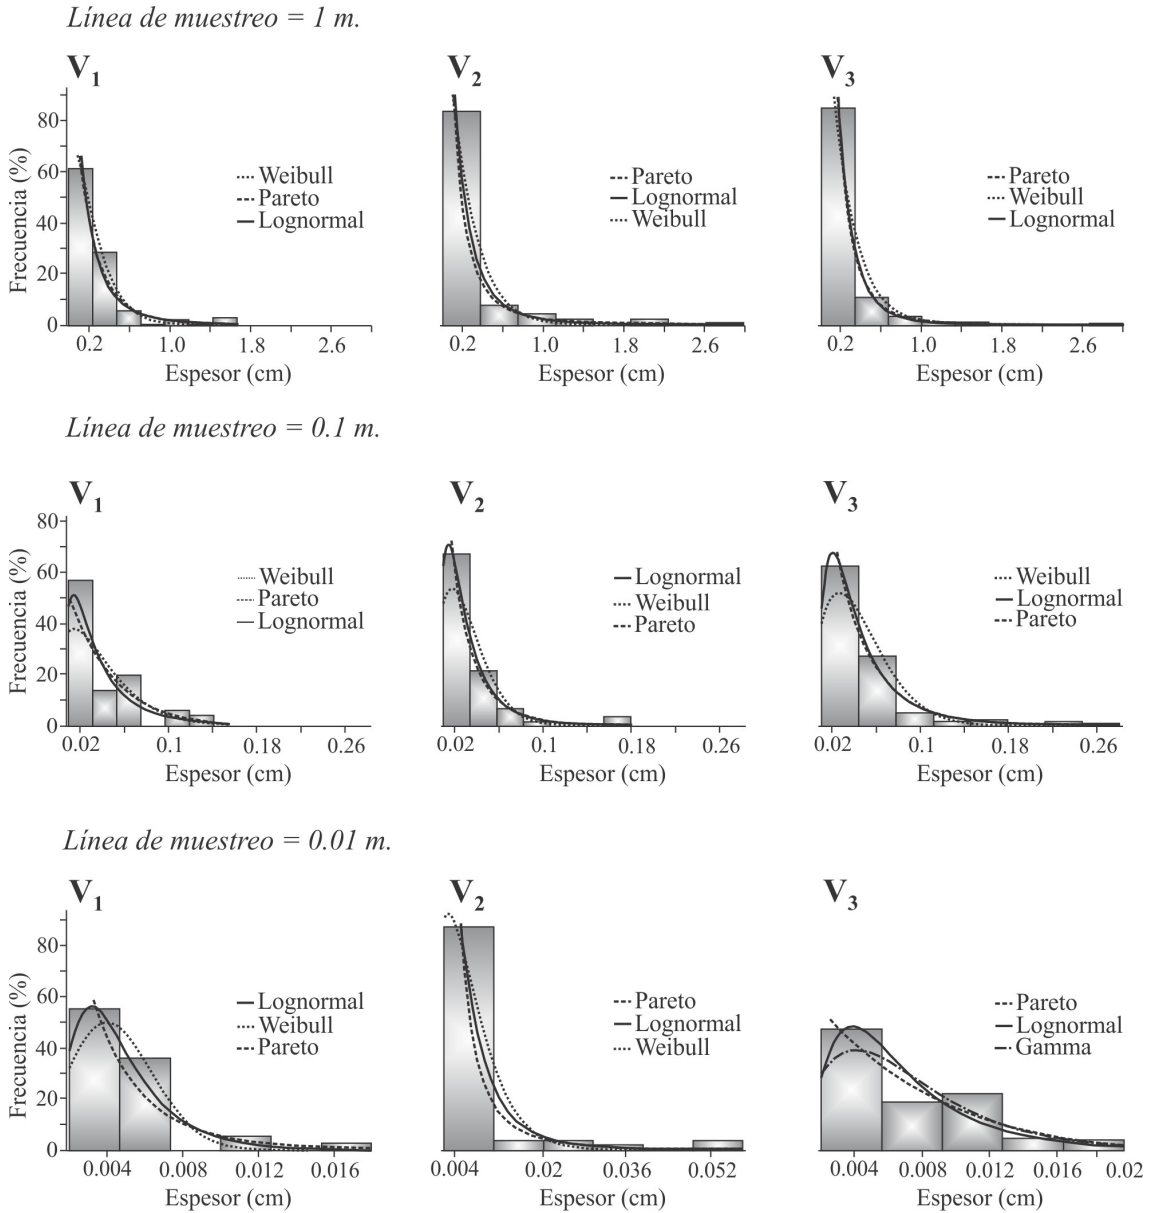 Línea de muestreo = 1 m.
V1
V2
V3
Frecuencia (%)
80
60
40
20
0
Weibull
Pareto
Lognormal
Pareto
Lognormal
Weibull
Pareto
Weibull
Lognormal
0.2 1.0 1.8 2.6
0.2 1.0 1.8 2.6
0.2 1.0 1.8 2.6
Espesor (cm)
Espesor (cm)
Espesor (cm)
Línea de muestreo = 0.1 m.
V1
V2
V3
Frecuencia (%)
80
60
40
20
0
Weibull
Pareto
Lognormal
Lognormal
Weibull
Pareto
Weibull
Lognormal
Pareto
0.02 0.1 0.18 0.26
0.02 0.1 0.18 0.26
0.02 0.1 0.18 0.26
Espesor (cm)
Espesor (cm)
Espesor (cm)
Línea de muestreo = 0.01 m.
V1
V2
V3
Frecuencia (%)
80
60
40
20
0
Lognormal
Weibull
Pareto
Pareto
Lognormal
Weibull
Pareto
Lognormal
Gamma
0.004 0.008 0.012 0.016
0.004 0.02 0.036 0.052
0.004 0.008 0.012 0.016 0.02
Espesor (cm)
Espesor (cm)
Espesor (cm)